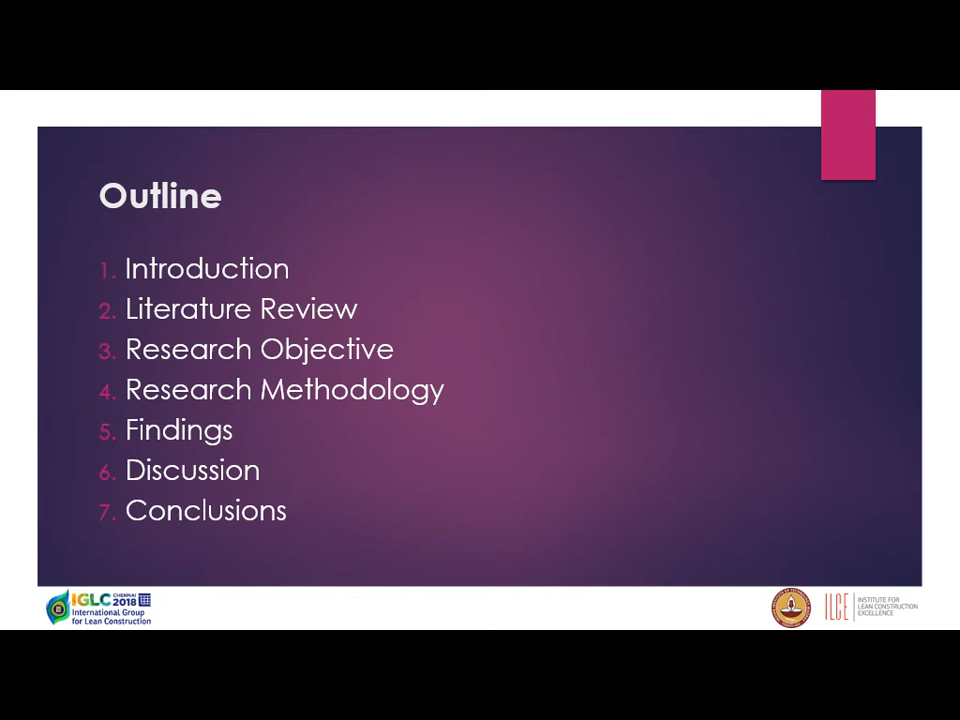 Outline
1. Introduction
2. Literature Review
3. Research Objective
4. Research Methodology
5. Findings
6. Discussion
7. Conclusions
IGLC CHENNAI 2018
International Group
for Lean Construction
ILCE
INSTITUTE FOR
LEAN CONSTRUCTION
EXCELLENCE